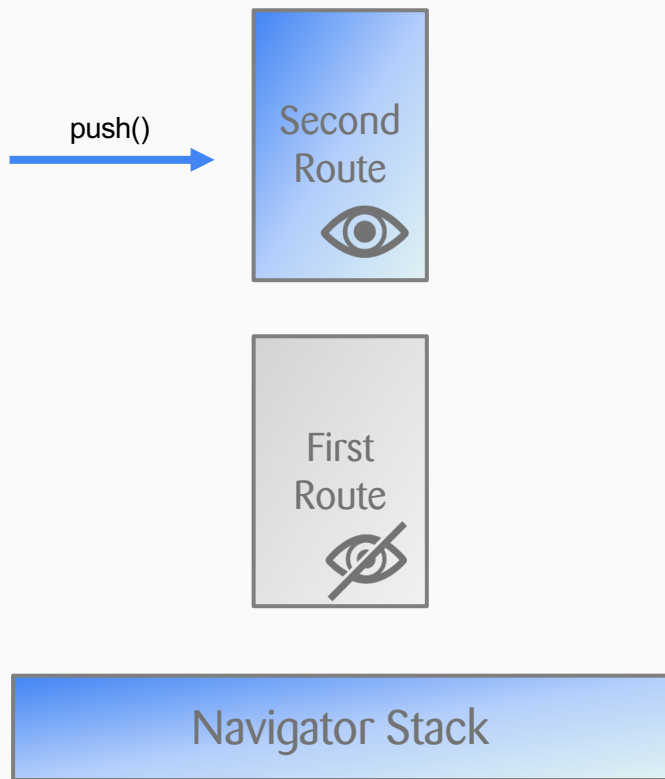 push()
Second
Route
First
Route
Navigator Stack